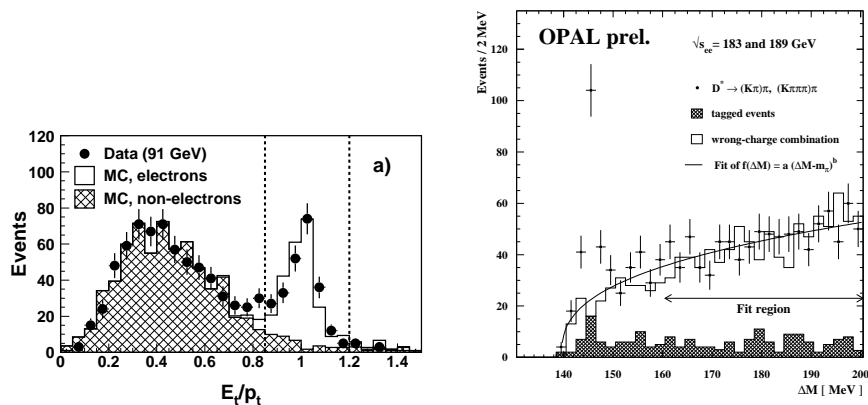 120
100
80
60
40
20
0
Events
Data (91 GeV)
MC, electrons
MC, non-electrons
a)
0 0.2 0.4 0.6 0.8 1 1.2 1.4
E_t/p_t
Events / 2 MeV
120
100
80
60
40
20
0
OPAL prel.
√s_ee = 183 and 189 GeV
D* → (Kπ)π, (Kπππ)π
tagged events
wrong-charge combination
Fit of f(ΔM) = a (ΔM-m_π)^b
Fit region
140 150 160 170 180 190 200
ΔM [ MeV ]